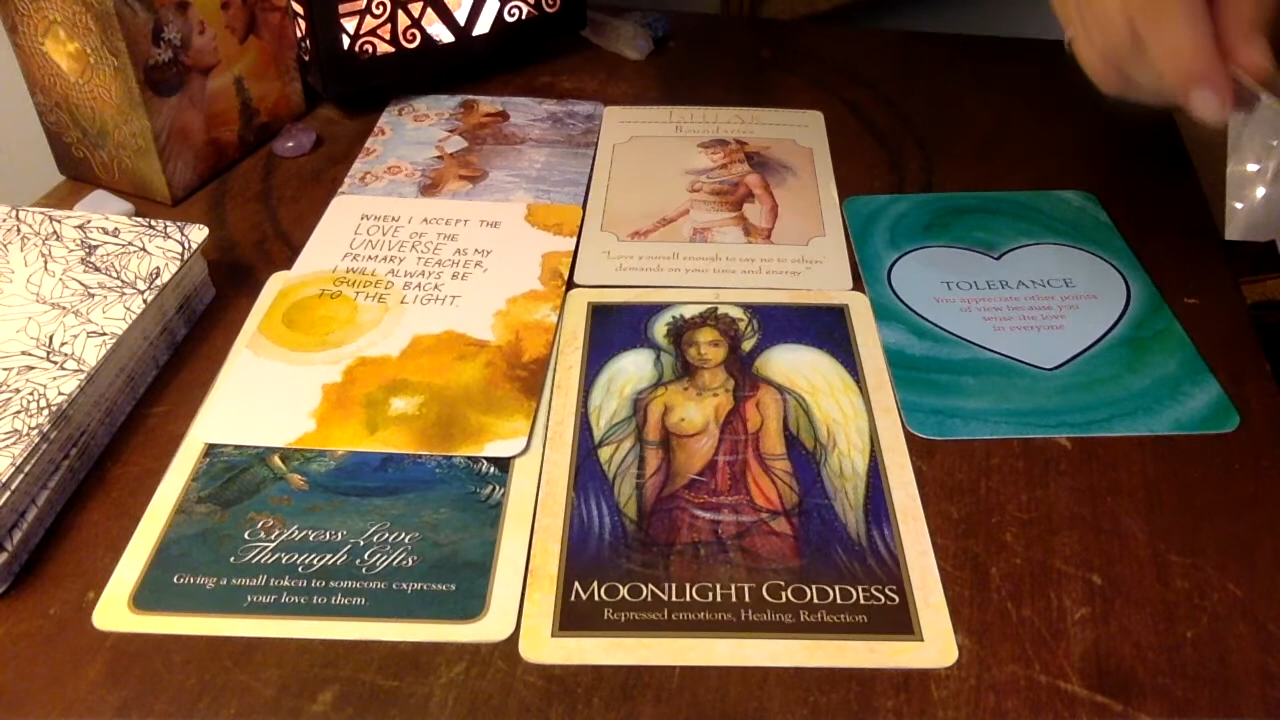 ISHTAR
Boundaries
"Love yourself enough to say no to others'
demands on your time and energy."
WHEN I ACCEPT THE
LOVE OF THE
UNIVERSE AS MY
PRIMARY TEACHER,
I WILL ALWAYS BE
GUIDED BACK
TO THE LIGHT.
TOLERANCE
You appreciate other points
of view because you
sense the love
in everyone
Express Love
Through Gifts
Giving a small token to someone expresses
your love to them.
2
MOONLIGHT GODDESS
Repressed emotions, Healing, Reflection